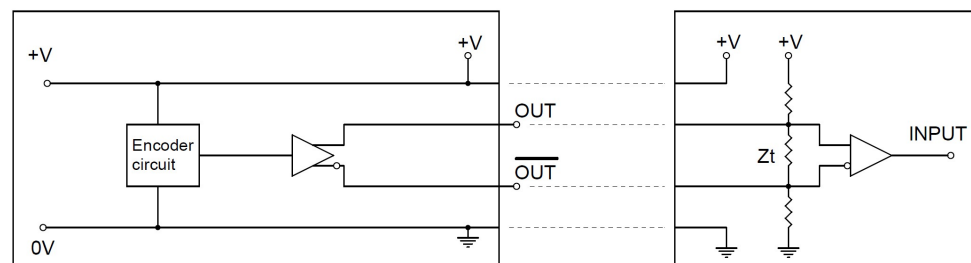 +V
+V
+V
+V
OUT
Encoder
circuit
INPUT
Zt
OUT
0V